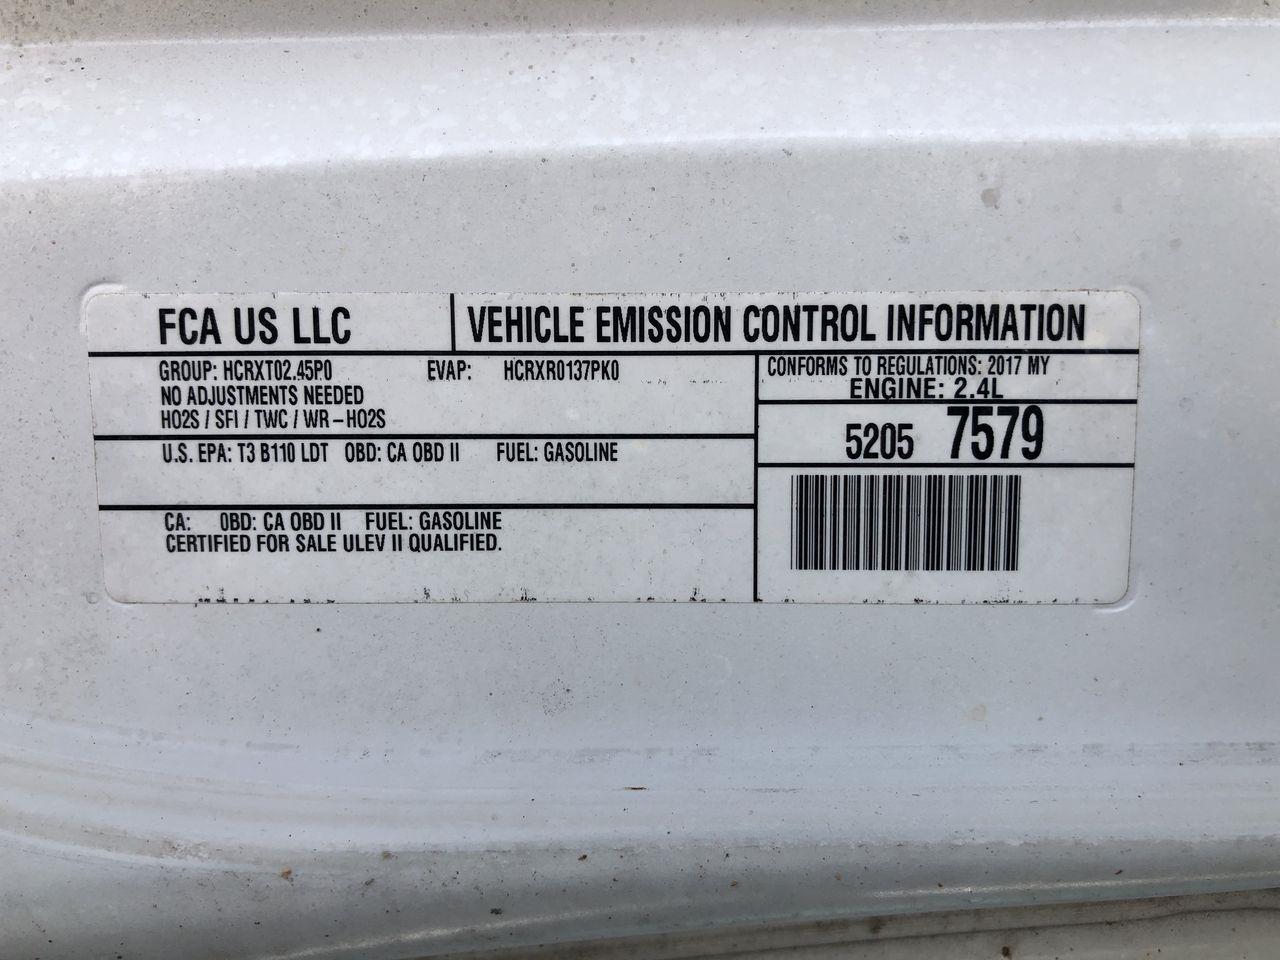 FCA US LLC
VEHICLE EMISSION CONTROL INFORMATION
GROUP: HCRXT02.45P0 EVAP: HCRXR0137PK0
NO ADJUSTMENTS NEEDED
HO2S / SFI / TWC / WR – HO2S
CONFORMS TO REGULATIONS: 2017 MY
ENGINE: 2.4L
5205 7579
U.S. EPA: T3 B110 LDT OBD: CA OBD II FUEL: GASOLINE
CA: OBD: CA OBD II FUEL: GASOLINE
CERTIFIED FOR SALE ULEV II QUALIFIED.